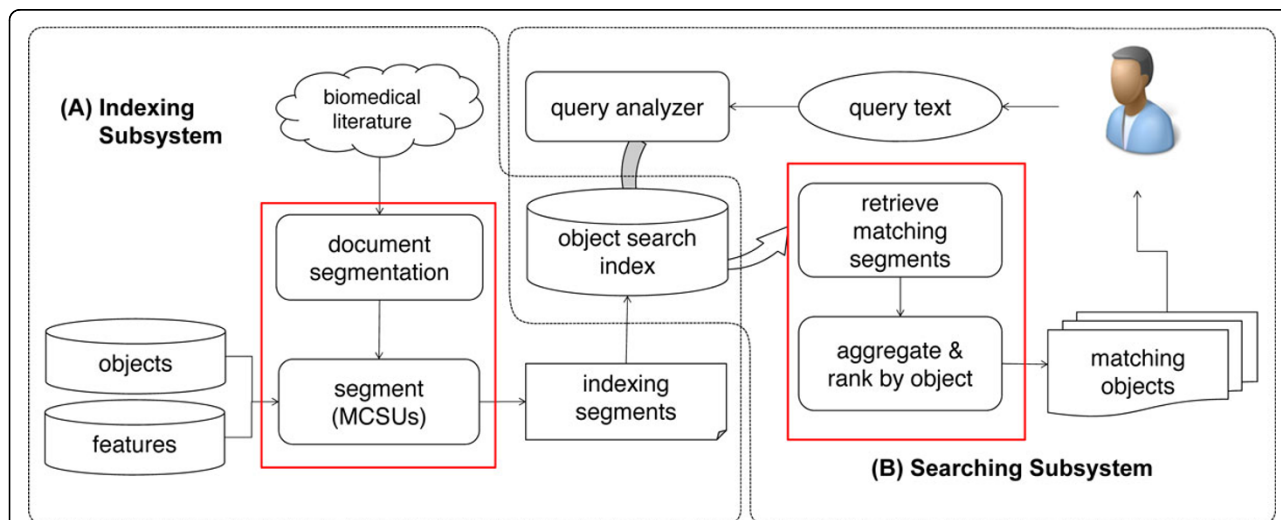 (A) Indexing
Subsystem
biomedical
literature
document
segmentation
objects
features
segment
(MCSUs)
indexing
segments
object search
index
query analyzer
query text
retrieve
matching
segments
aggregate &
rank by object
matching
objects
(B) Searching Subsystem